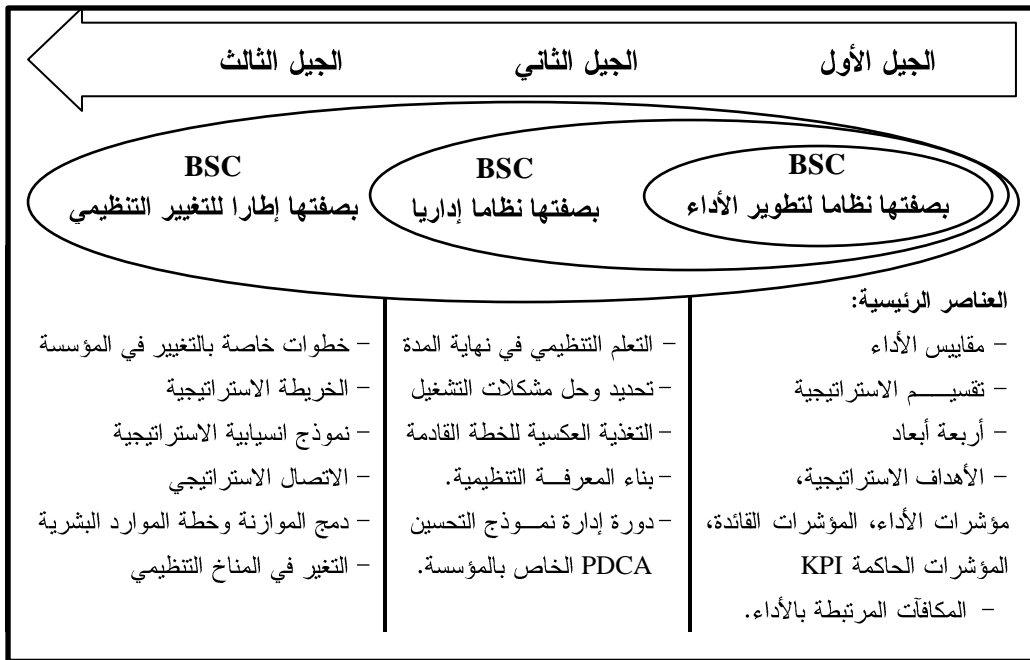 الجيل الأول
الجيل الثاني
الجيل الثالث
BSC
بصفتها نظاما لتطوير الأداء
BSC
بصفتها نظاما إداريا
BSC
بصفتها إطارا للتغيير التنظيمي
العناصر الرئيسية:
- مقاييس الأداء
- تقسيم الاستراتيجية
- أربعة أبعاد
- الأهداف الاستراتيجية،
مؤشرات الأداء، المؤشرات القائدة،
المؤشرات الحاكمة KPI
- المكافآت المرتبطة بالأداء.
- التعلم التنظيمي في نهاية المدة
- تحديد وحل مشكلات التشغيل
- التغذية العكسية للخطة القادمة
- بناء المعرفة التنظيمية.
- دورة إدارة نموذج التحسين
PDCA الخاص بالمؤسسة.
- خطوات خاصة بالتغيير في المؤسسة
- الخريطة الاستراتيجية
- نموذج انسيابية الاستراتيجية
- الاتصال الاستراتيجي
- دمج الموازنة وخطة الموارد البشرية
- التغير في المناخ التنظيمي